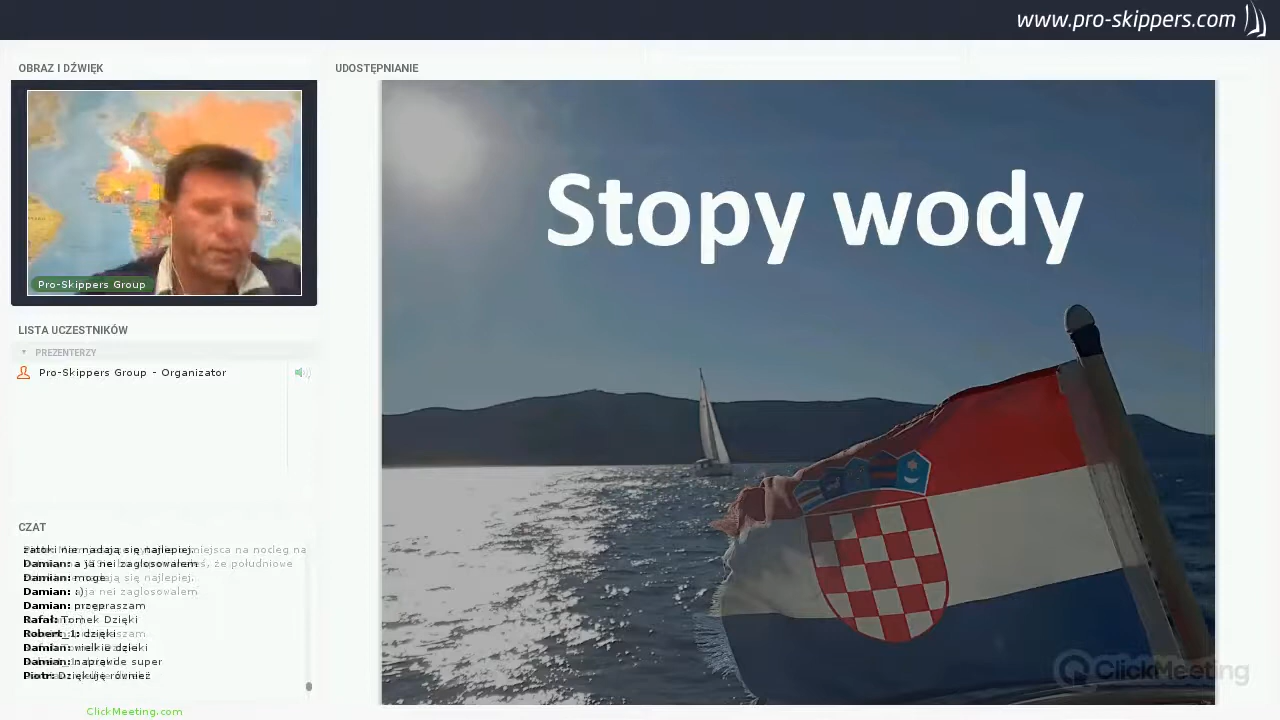 www.pro-skippers.com
OBRAZ I DŹWIĘK
UDOSTĘPNIANIE
Stopy wody
Pro-Skippers Group
LISTA UCZESTNIKÓW
PREZENTERZY
Pro-Skippers Group - Organizator
CZAT
zatoki nie nadają się najlepiej.
Damian: a ja nei zaglosowalem
Damian: moge
Damian: :)
Damian: przepraszam
Rafał: Tomek Dzięki
Robert_1: dzięki
Damian: wielkie dzieki
Damian: naprawde super
Piotr: Dziękuję również
ClickMeeting
ClickMeeting.com